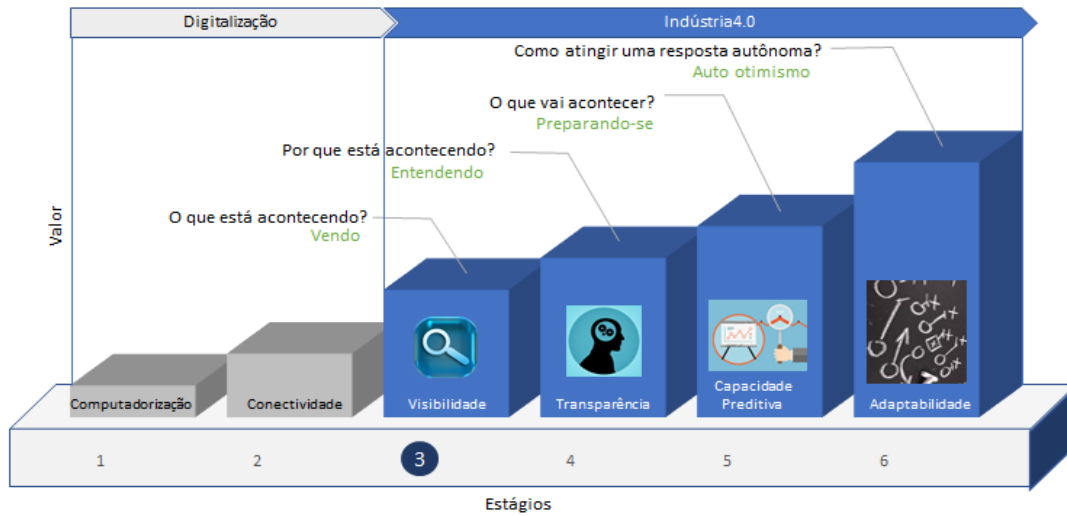 Digitalização
Indústria4.0
Como atingir uma resposta autônoma?
Auto otimismo
O que vai acontecer?
Preparando-se
Por que está acontecendo?
Entendendo
O que está acontecendo?
Vendo
Valor
Computadorização
Conectividade
Visibilidade
Transparência
Capacidade
Preditiva
Adaptabilidade
1
2
3
4
5
6
Estágios